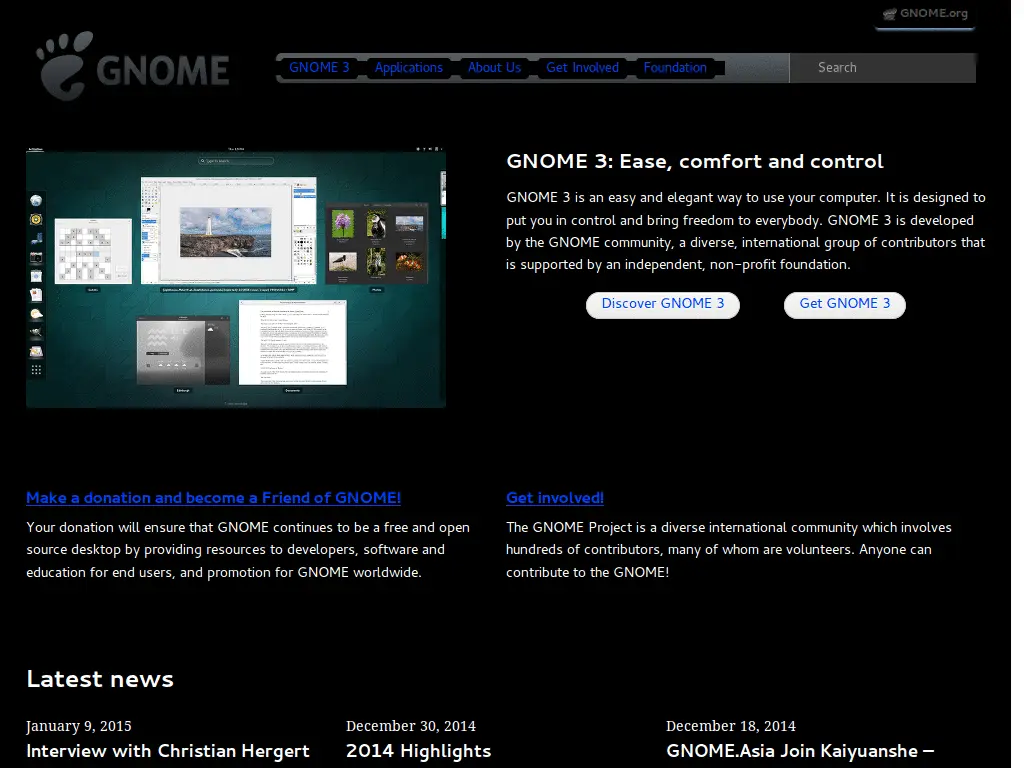 GNOME.org
GNOME
GNOME 3 Applications About Us Get Involved Foundation Search
GNOME 3: Ease, comfort and control
GNOME 3 is an easy and elegant way to use your computer. It is designed to
put you in control and bring freedom to everybody. GNOME 3 is developed
by the GNOME community, a diverse, international group of contributors that
is supported by an independent, non-profit foundation.
Discover GNOME 3 Get GNOME 3
Make a donation and become a Friend of GNOME!
Your donation will ensure that GNOME continues to be a free and open
source desktop by providing resources to developers, software and
education for end users, and promotion for GNOME worldwide.
Get involved!
The GNOME Project is a diverse international community which involves
hundreds of contributors, many of whom are volunteers. Anyone can
contribute to the GNOME!
Latest news
January 9, 2015
Interview with Christian Hergert
December 30, 2014
2014 Highlights
December 18, 2014
GNOME.Asia Join Kaiyuanshe –